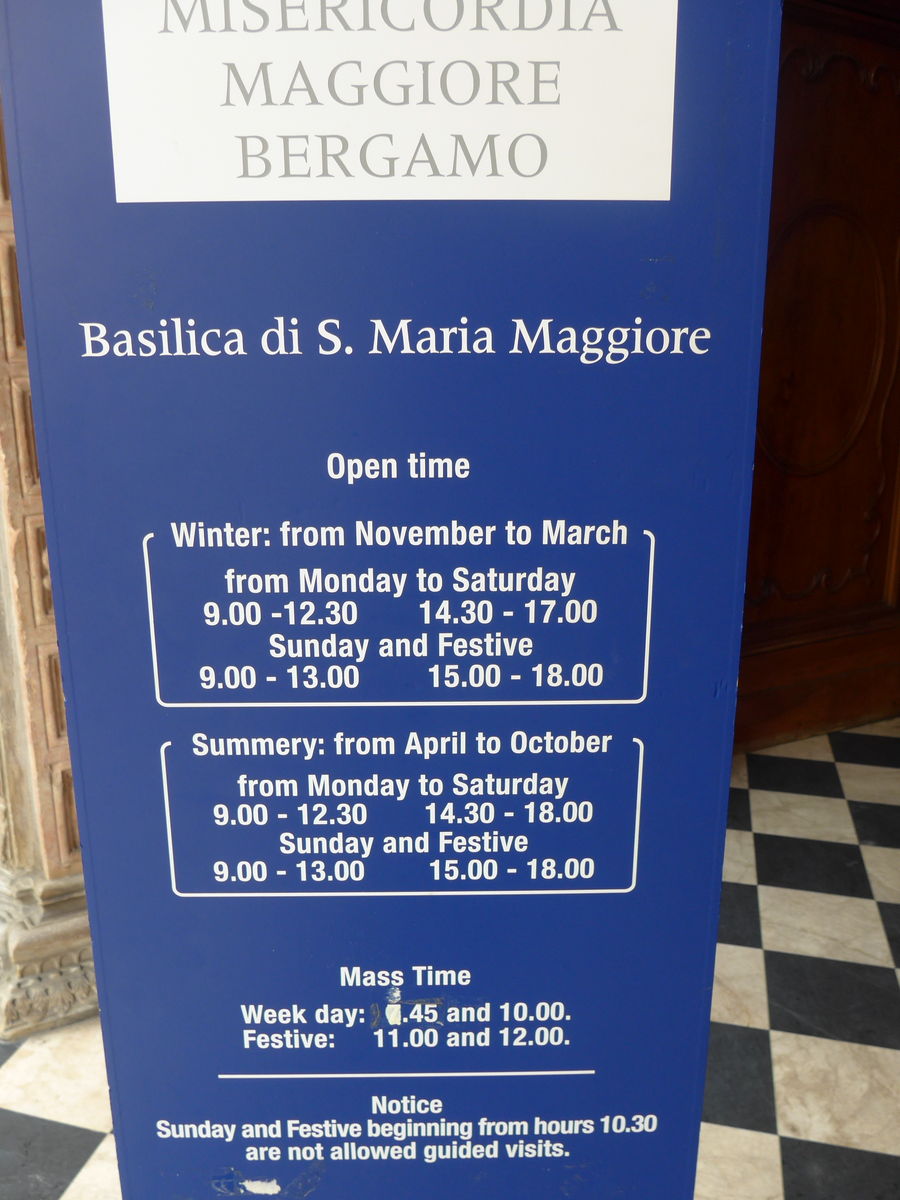 MISERICORDIA
MAGGIORE
BERGAMO
Basilica di S. Maria Maggiore
Open time
Winter: from November to March
from Monday to Saturday
9.00 -12.30 14.30 - 17.00
Sunday and Festive
9.00 - 13.00 15.00 - 18.00
Summery: from April to October
from Monday to Saturday
9.00 - 12.30 14.30 - 18.00
Sunday and Festive
9.00 - 13.00 15.00 - 18.00
Mass Time
Week day: .45 and 10.00.
Festive: 11.00 and 12.00.
Notice
Sunday and Festive beginning from hours 10.30
are not allowed guided visits.